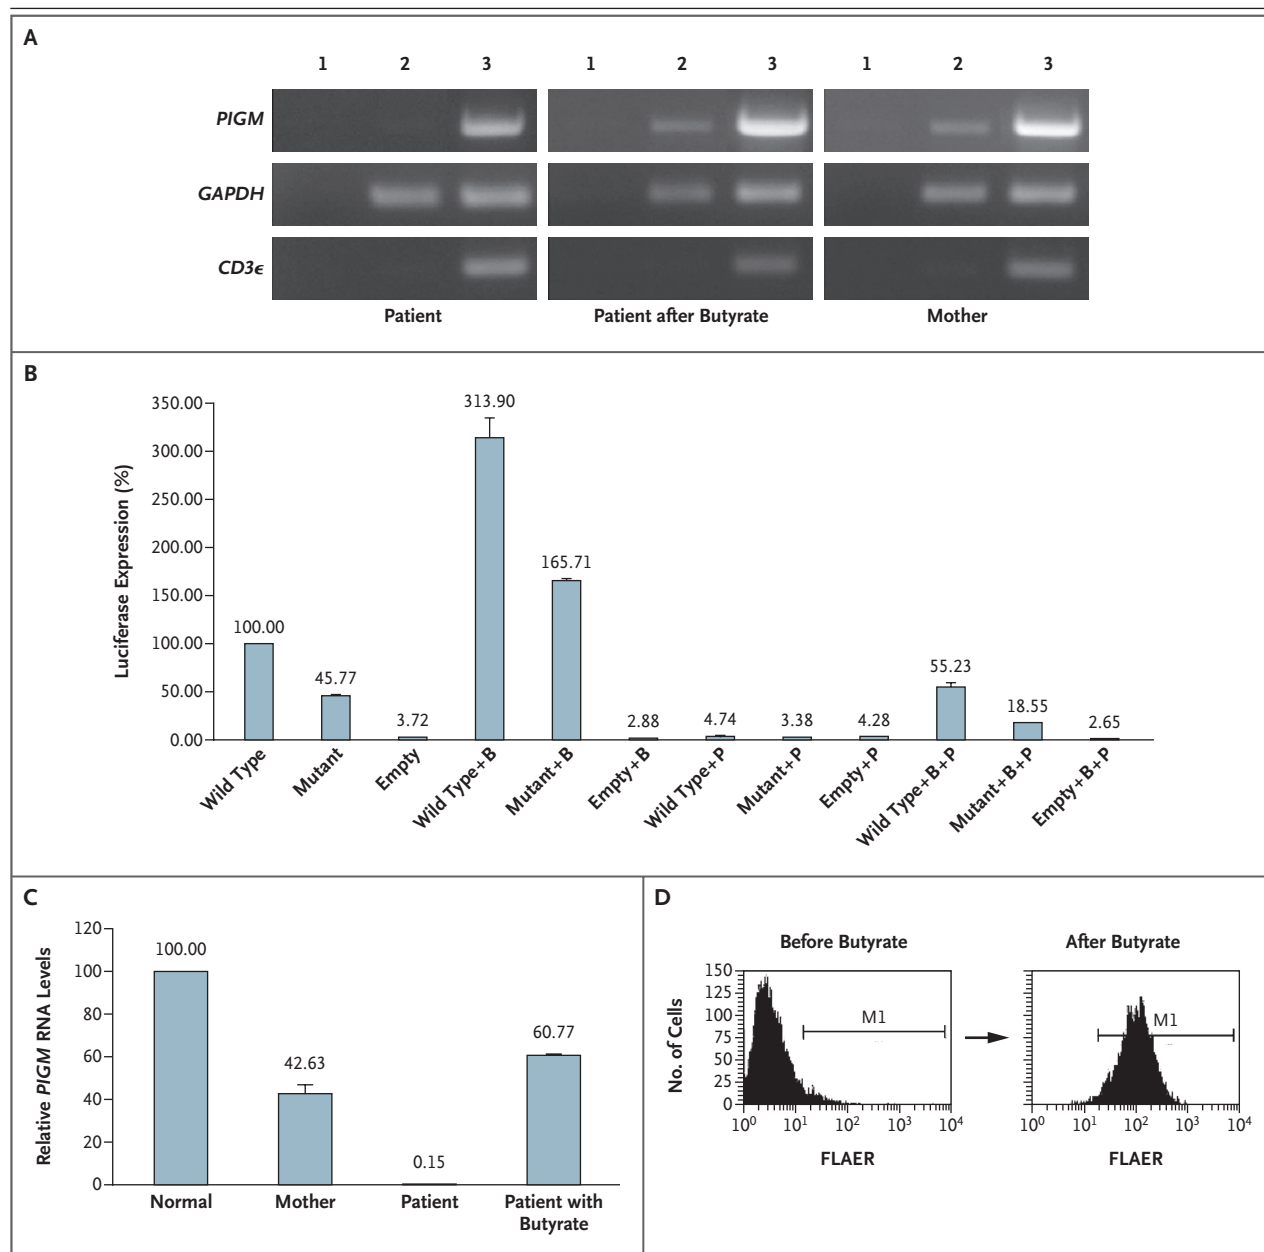 A
1 2 3 1 2 3 1 2 3
PIGM
GAPDH
CD3ϵ
Patient Patient after Butyrate Mother
B
Luciferase Expression (%)
350.00
300.00
250.00
200.00
150.00
100.00
50.00
0.00
100.00
45.77
3.72
313.90
165.71
2.88
4.74
3.38
4.28
55.23
18.55
2.65
Wild Type
Mutant
Empty
Wild Type+B
Mutant+B
Empty+B
Wild Type+P
Mutant+P
Empty+P
Wild Type+B+P
Mutant+B+P
Empty+B+P
C
Relative PIGM RNA Levels
120
100
80
60
40
20
0
100.00
42.63
0.15
60.77
Normal
Mother
Patient
Patient with
Butyrate
D
Before Butyrate
No. of Cells
150
125
100
75
50
25
0
M1
10⁰ 10¹ 10² 10³ 10⁴
FLAER
After Butyrate
M1
10⁰ 10¹ 10² 10³ 10⁴
FLAER